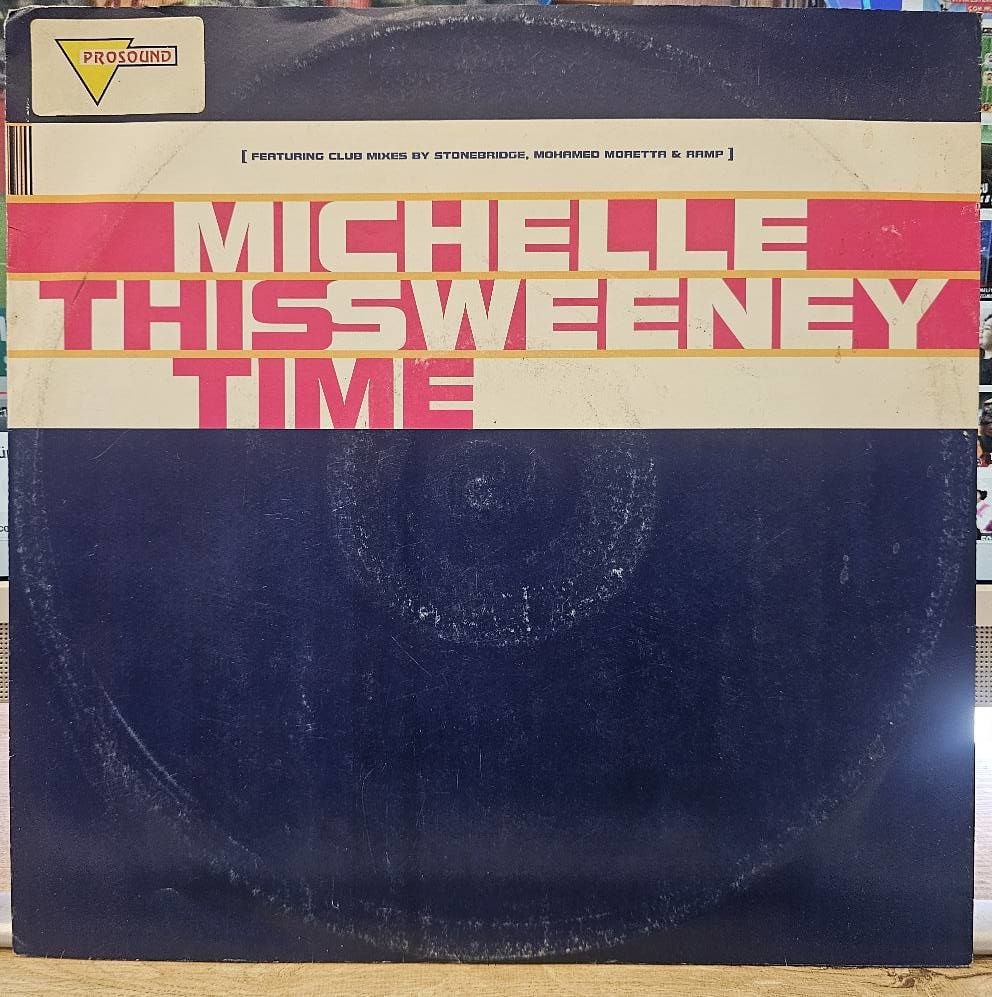 PROSOUND
[ FEATURING CLUB MIXES BY STONEBRIDGE, MOHAMED MORETTA & RAMP ]
MICHELLE
THISSWEENEY
TIME